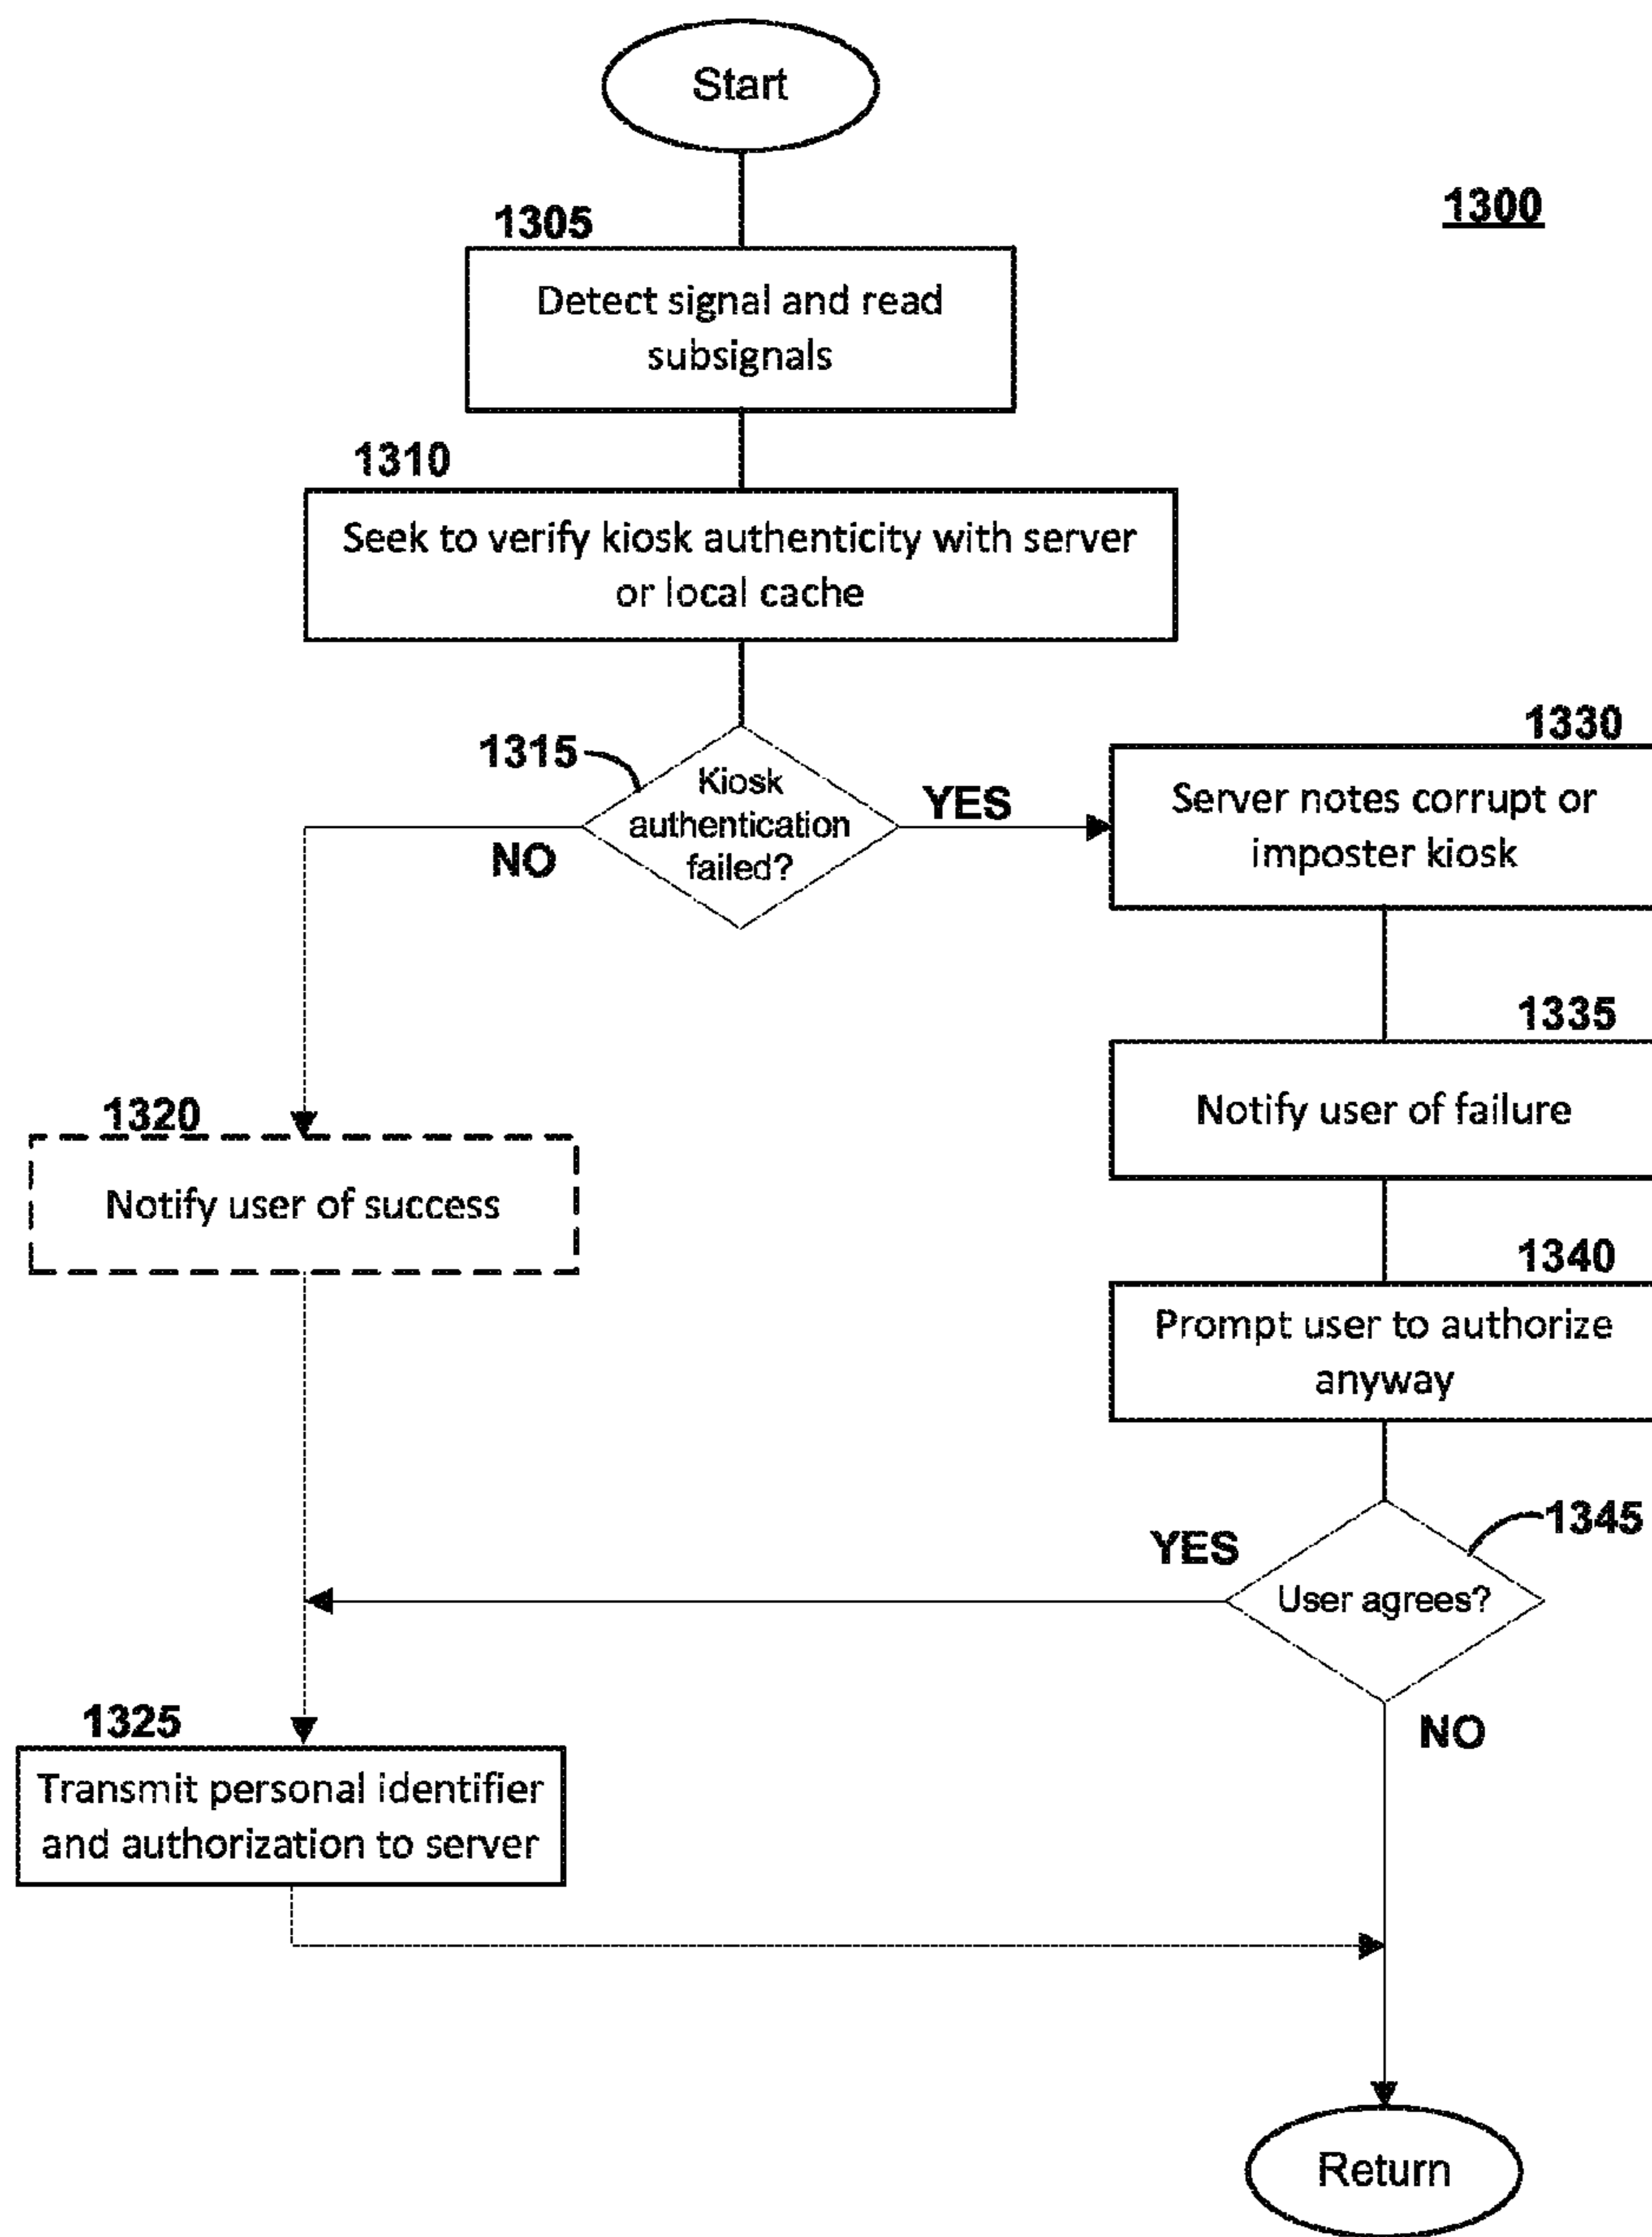 Start
1300
1305
Detect signal and read
subsignals
1310
Seek to verify kiosk authenticity with server
or local cache
1315
Kiosk
authentication
failed?
YES
NO
1330
Server notes corrupt or
imposter kiosk
1335
Notify user of failure
1320
Notify user of success
1340
Prompt user to authorize
anyway
1345
YES
User agrees?
NO
1325
Transmit personal identifier
and authorization to server
Return